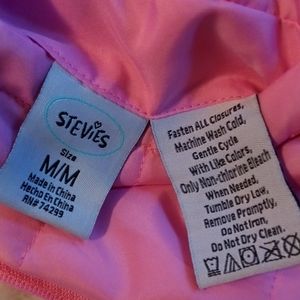 STEVIES
Size
M/M
Made in China
Hecho En China
RN# 74299
Fasten ALL Closures,
Machine Wash Cold,
Gentle Cycle
With Like Colors,
Only Non-chlorine Bleach
When Needed,
Tumble Dry Low,
Remove Promptly,
Do not Iron,
Do Not Dry Clean.